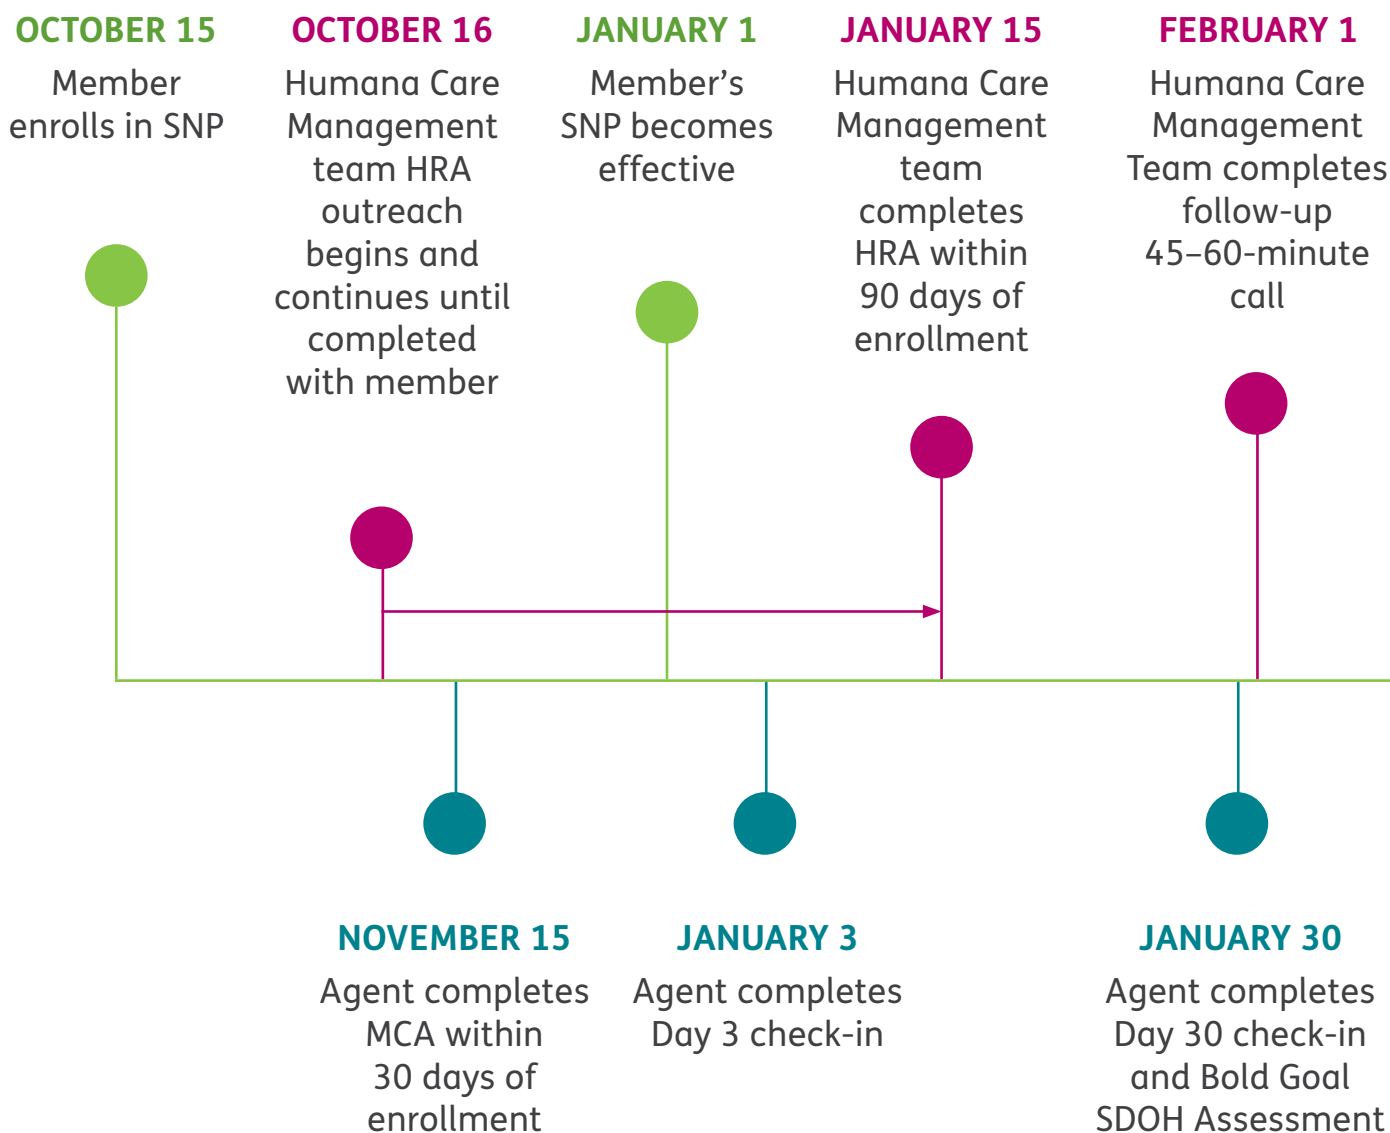 OCTOBER 15
Member
enrolls in SNP
OCTOBER 16
Humana Care
Management
team HRA
outreach
begins and
continues until
completed
with member
JANUARY 1
Member’s
SNP becomes
effective
JANUARY 15
Humana Care
Management
team
completes
HRA within
90 days of
enrollment
FEBRUARY 1
Humana Care
Management
Team completes
follow-up
45–60-minute
call
NOVEMBER 15
Agent completes
MCA within
30 days of
enrollment
JANUARY 3
Agent completes
Day 3 check-in
JANUARY 30
Agent completes
Day 30 check-in
and Bold Goal
SDOH Assessment